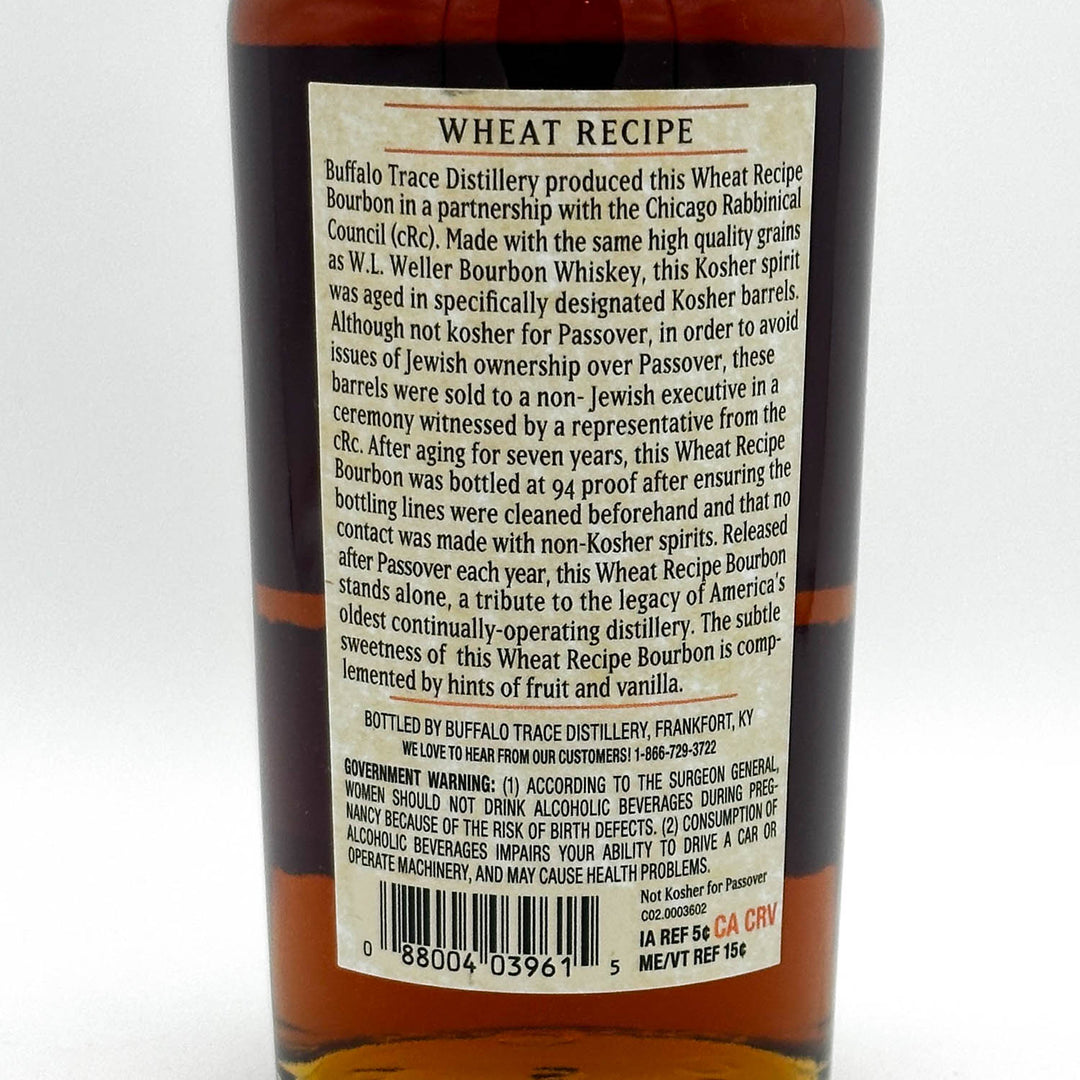 WHEAT RECIPE
Buffalo Trace Distillery produced this Wheat Recipe
Bourbon in a partnership with the Chicago Rabbinical
Council (cRc). Made with the same high quality grains
as W.L. Weller Bourbon Whiskey, this Kosher spirit
was aged in specifically designated Kosher barrels.
Although not kosher for Passover, in order to avoid
issues of Jewish ownership over Passover, these
barrels were sold to a non- Jewish executive in a
ceremony witnessed by a representative from the
cRc. After aging for seven years, this Wheat Recipe
Bourbon was bottled at 94 proof after ensuring the
bottling lines were cleaned beforehand and that no
contact was made with non-Kosher spirits. Released
after Passover each year, this Wheat Recipe Bourbon
stands alone, a tribute to the legacy of America's
oldest continually-operating distillery. The subtle
sweetness of this Wheat Recipe Bourbon is comp-
lemented by hints of fruit and vanilla.
BOTTLED BY BUFFALO TRACE DISTILLERY, FRANKFORT, KY
WE LOVE TO HEAR FROM OUR CUSTOMERS! 1-866-729-3722
GOVERNMENT WARNING: (1) ACCORDING TO THE SURGEON GENERAL,
WOMEN SHOULD NOT DRINK ALCOHOLIC BEVERAGES DURING PREG-
NANCY BECAUSE OF THE RISK OF BIRTH DEFECTS. (2) CONSUMPTION OF
ALCOHOLIC BEVERAGES IMPAIRS YOUR ABILITY TO DRIVE A CAR OR
OPERATE MACHINERY, AND MAY CAUSE HEALTH PROBLEMS.
Not Kosher for Passover
C02.0003602
IA REF 5¢ CA CRV
ME/VT REF 15¢
0 88004 03961 5